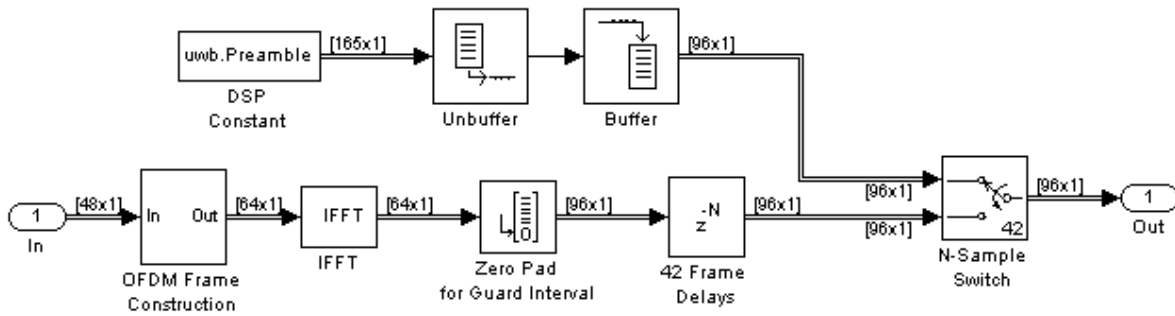 uwb.Preamble
[165x1]
[96x1]
DSP
Constant
Unbuffer
Buffer
1
In
[48x1]
In
Out
[64x1]
OFDM Frame
Construction
IFFT
[64x1]
IFFT
0
[96x1]
Zero Pad
for Guard Interval
-N
z
[96x1]
[96x1]
42 Frame
Delays
[96x1]
42
[96x1]
N-Sample
Switch
1
Out